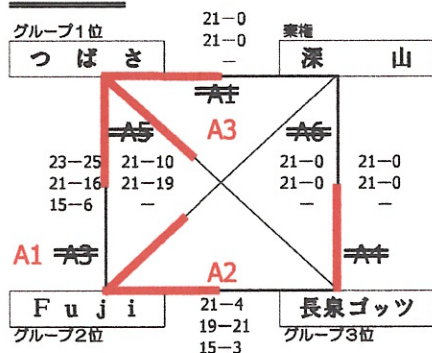 21-0
グループ1位
21-0
棄権
つばさ
-
深山
A1
A5
A3
A6
23-25
21-10
21-0
21-0
21-16
21-19
21-0
21-0
15-6
-
-
-
A1
A3
A2
A4
Fuji
21-4
長泉ゴッツ
グループ2位
19-21
グループ3位
15-3